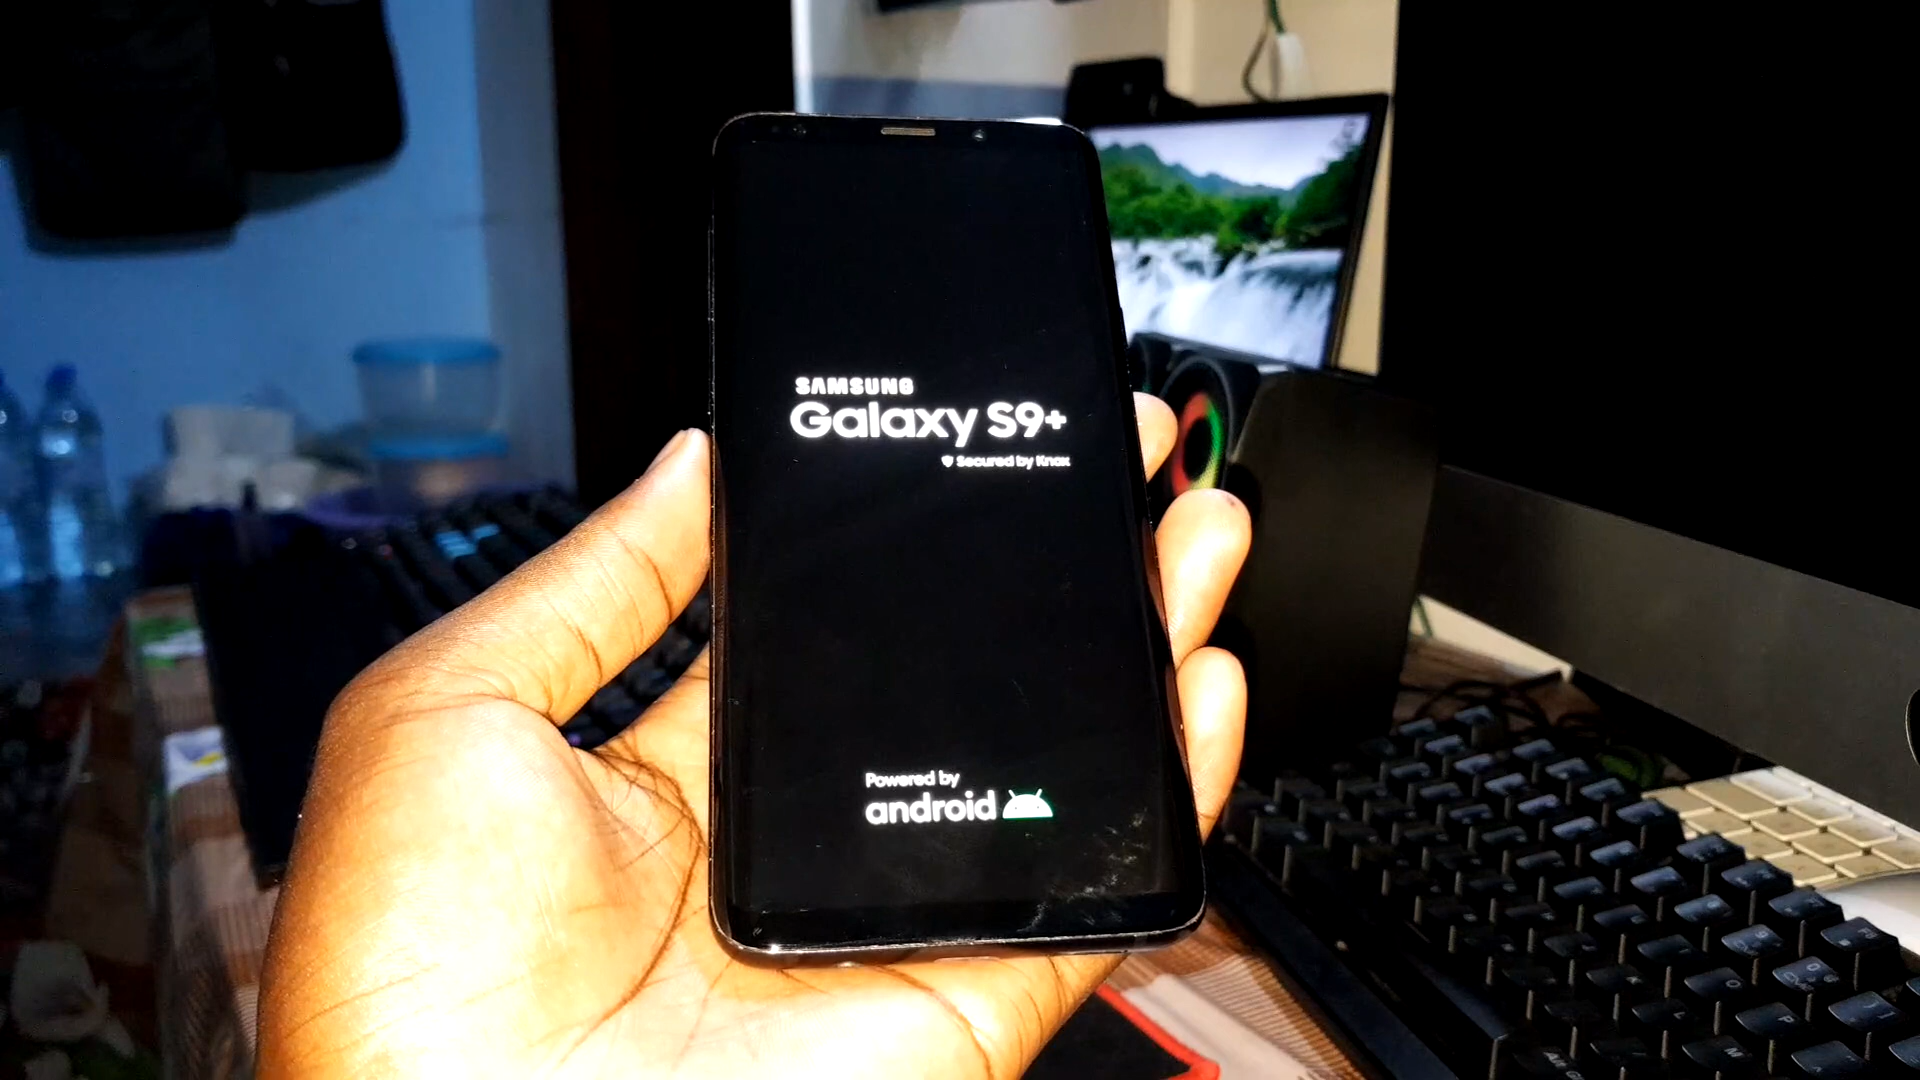 SAMSUNG
Galaxy S9+
Secured by Knox
Powered by
android